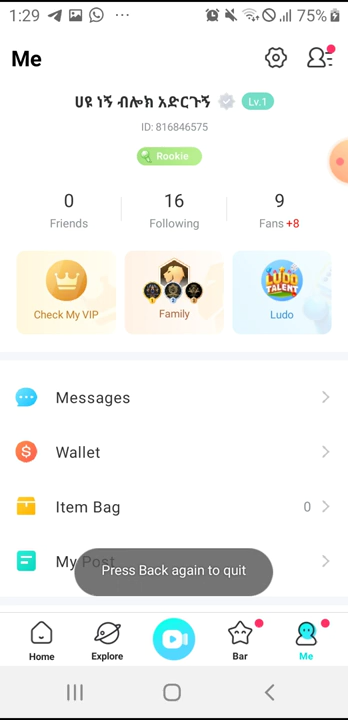 1:29 ... 75%
Me
ሀዩ ነኝ ብሎክ አድርጉኝ Lv.1
ID: 816846575
Rookie
0 16 9
Friends Following Fans +8
LUDO TALENT
Check My VIP Family Ludo
Messages
Wallet
Item Bag 0
My Post
Press Back again to quit
Home Explore Bar Me